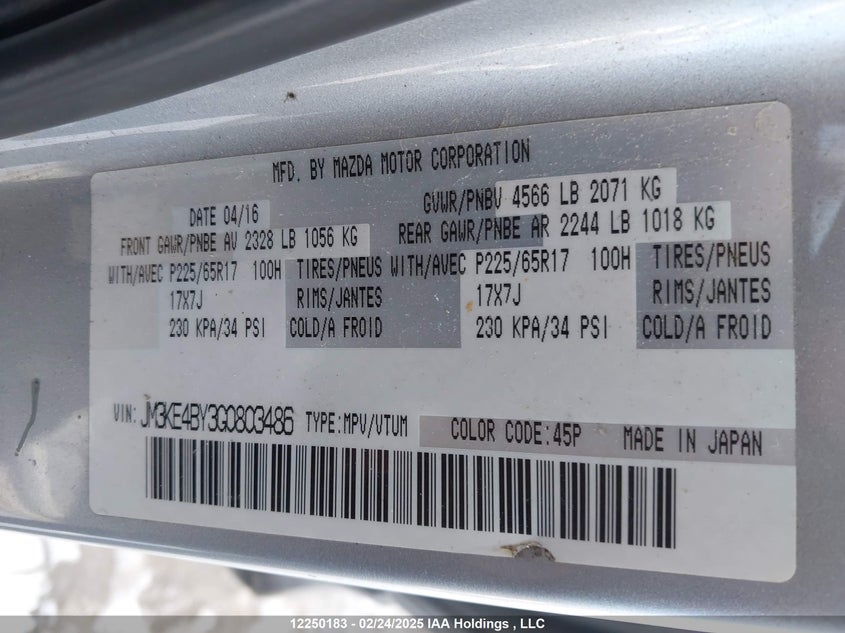 MFD. BY MAZDA MOTOR CORPORATION
DATE 04/16 GVWR/PNBV 4566 LB 2071 KG
FRONT GAWR/PNBE AV 2328 LB 1056 KG REAR GAWR/PNBE AR 2244 LB 1018 KG
WITH/AVEC P225/65R17 100H TIRES/PNEUS WITH/AVEC P225/65R17 100H TIRES/PNEUS
17X7J RIMS/JANTES 17X7J RIMS/JANTES
230 KPA/34 PSI COLD/A FROID 230 KPA/34 PSI COLD/A FROID
VIN: JM3KE4BY3G0803486 TYPE:MPV/VTUM COLOR CODE:45P MADE IN JAPAN
12250183 - 02/24/2025 IAA Holdings , LLC